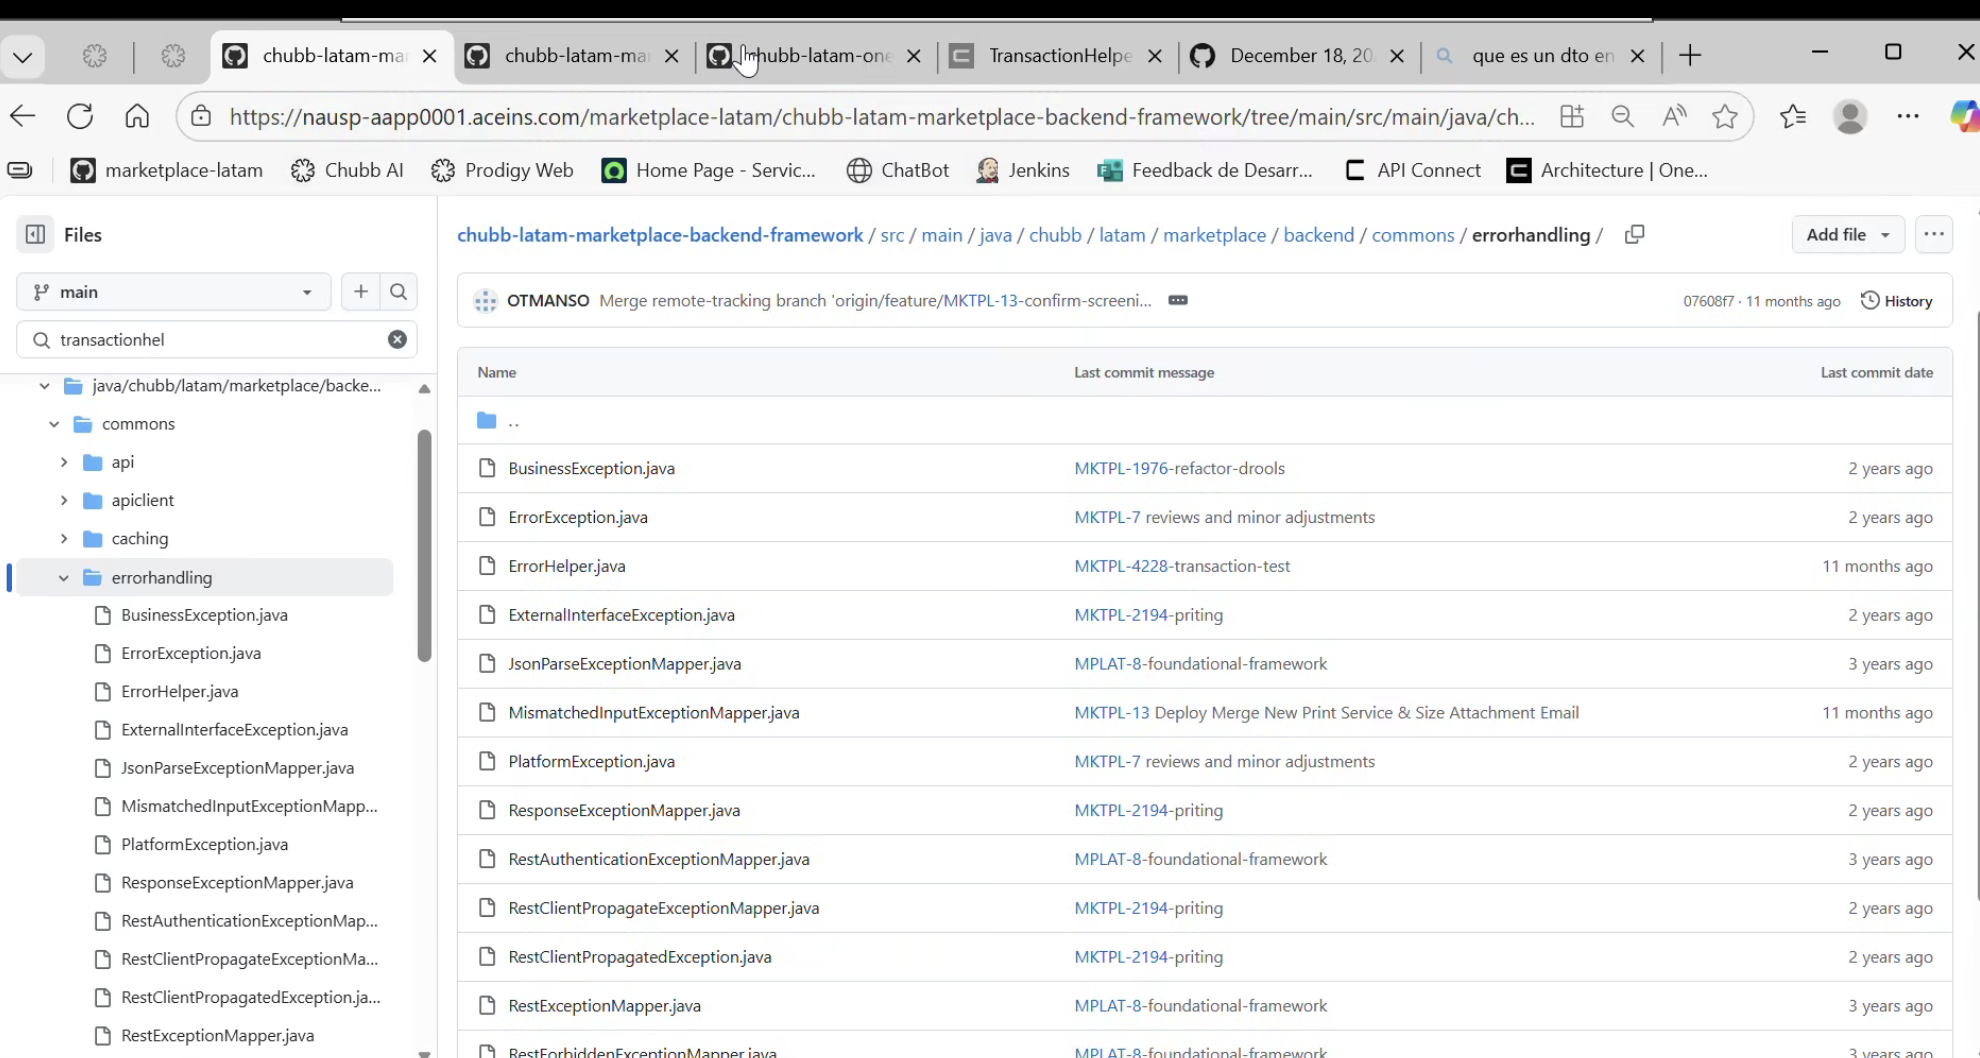 chubb-latam-ma
chubb-latam-ma
chubb-latam-one
TransactionHelpe
December 18, 20
que es un dto en
https://nausp-aapp0001.aceins.com/marketplace-latam/chubb-latam-marketplace-backend-framework/tree/main/src/main/java/ch...
marketplace-latam
Chubb AI
Prodigy Web
Home Page - Servic...
ChatBot
Jenkins
Feedback de Desarr...
API Connect
Architecture | One...
Files
main
transactionhel
java/chubb/latam/marketplace/backe...
commons
api
apiclient
caching
errorhandling
BusinessException.java
ErrorException.java
ErrorHelper.java
ExternalInterfaceException.java
JsonParseExceptionMapper.java
MismatchedInputExceptionMapp...
PlatformException.java
ResponseExceptionMapper.java
RestAuthenticationExceptionMap...
RestClientPropagateExceptionMa...
RestClientPropagatedException.ja...
RestExceptionMapper.java
chubb-latam-marketplace-backend-framework / src / main / java / chubb / latam / marketplace / backend / commons / errorhandling /
Add file
OTMANSO Merge remote-tracking branch 'origin/feature/MKTPL-13-confirm-screeni...
07608f7 · 11 months ago
History
Name Last commit message Last commit date
..
BusinessException.java MKTPL-1976-refactor-drools 2 years ago
ErrorException.java MKTPL-7 reviews and minor adjustments 2 years ago
ErrorHelper.java MKTPL-4228-transaction-test 11 months ago
ExternalInterfaceException.java MKTPL-2194-priting 2 years ago
JsonParseExceptionMapper.java MPLAT-8-foundational-framework 3 years ago
MismatchedInputExceptionMapper.java MKTPL-13 Deploy Merge New Print Service & Size Attachment Email 11 months ago
PlatformException.java MKTPL-7 reviews and minor adjustments 2 years ago
ResponseExceptionMapper.java MKTPL-2194-priting 2 years ago
RestAuthenticationExceptionMapper.java MPLAT-8-foundational-framework 3 years ago
RestClientPropagateExceptionMapper.java MKTPL-2194-priting 2 years ago
RestClientPropagatedException.java MKTPL-2194-priting 2 years ago
RestExceptionMapper.java MPLAT-8-foundational-framework 3 years ago
RestForbiddenExceptionMapper.java MPLAT-8-foundational-framework 3 years ago